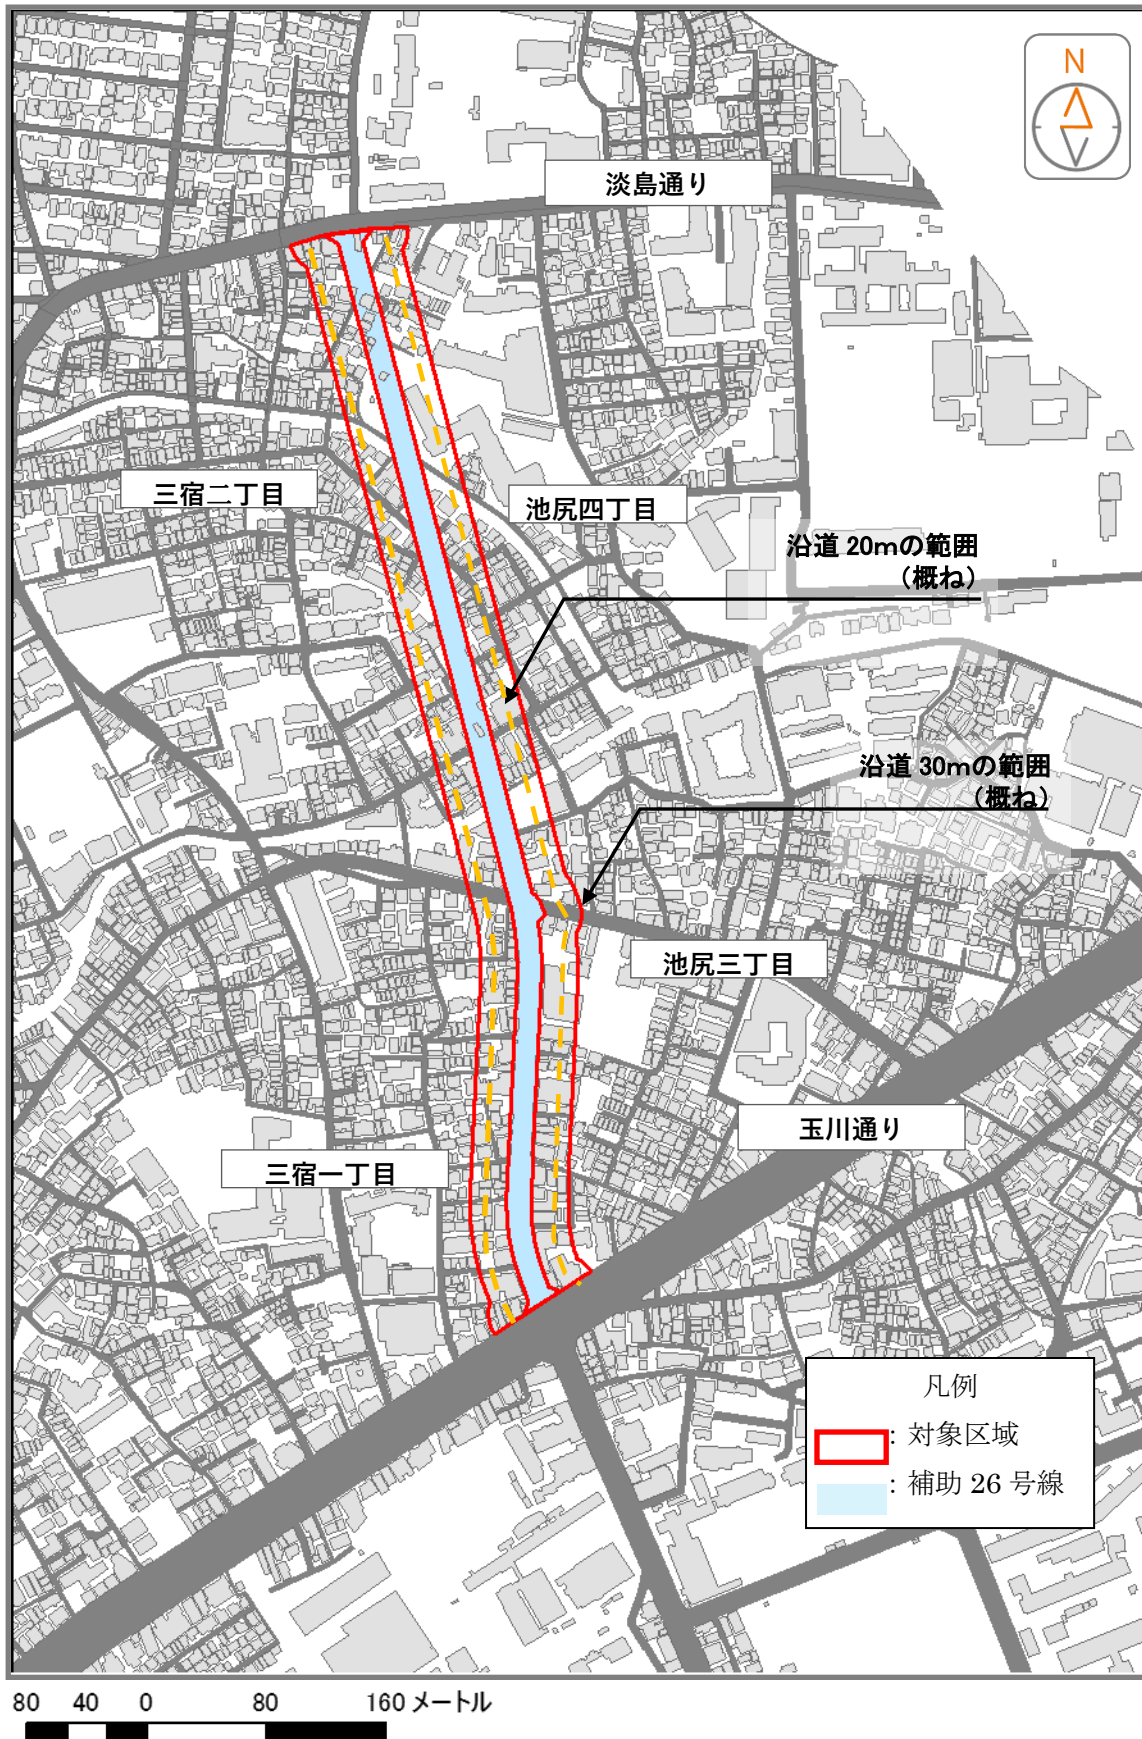 N
淡島通り
三宿二丁目
池尻四丁目
沿道 20mの範囲
（概ね）
沿道 30mの範囲
（概ね）
池尻三丁目
玉川通り
三宿一丁目
凡例
: 対象区域
: 補助 26 号線
80 40 0 80 160 メートル